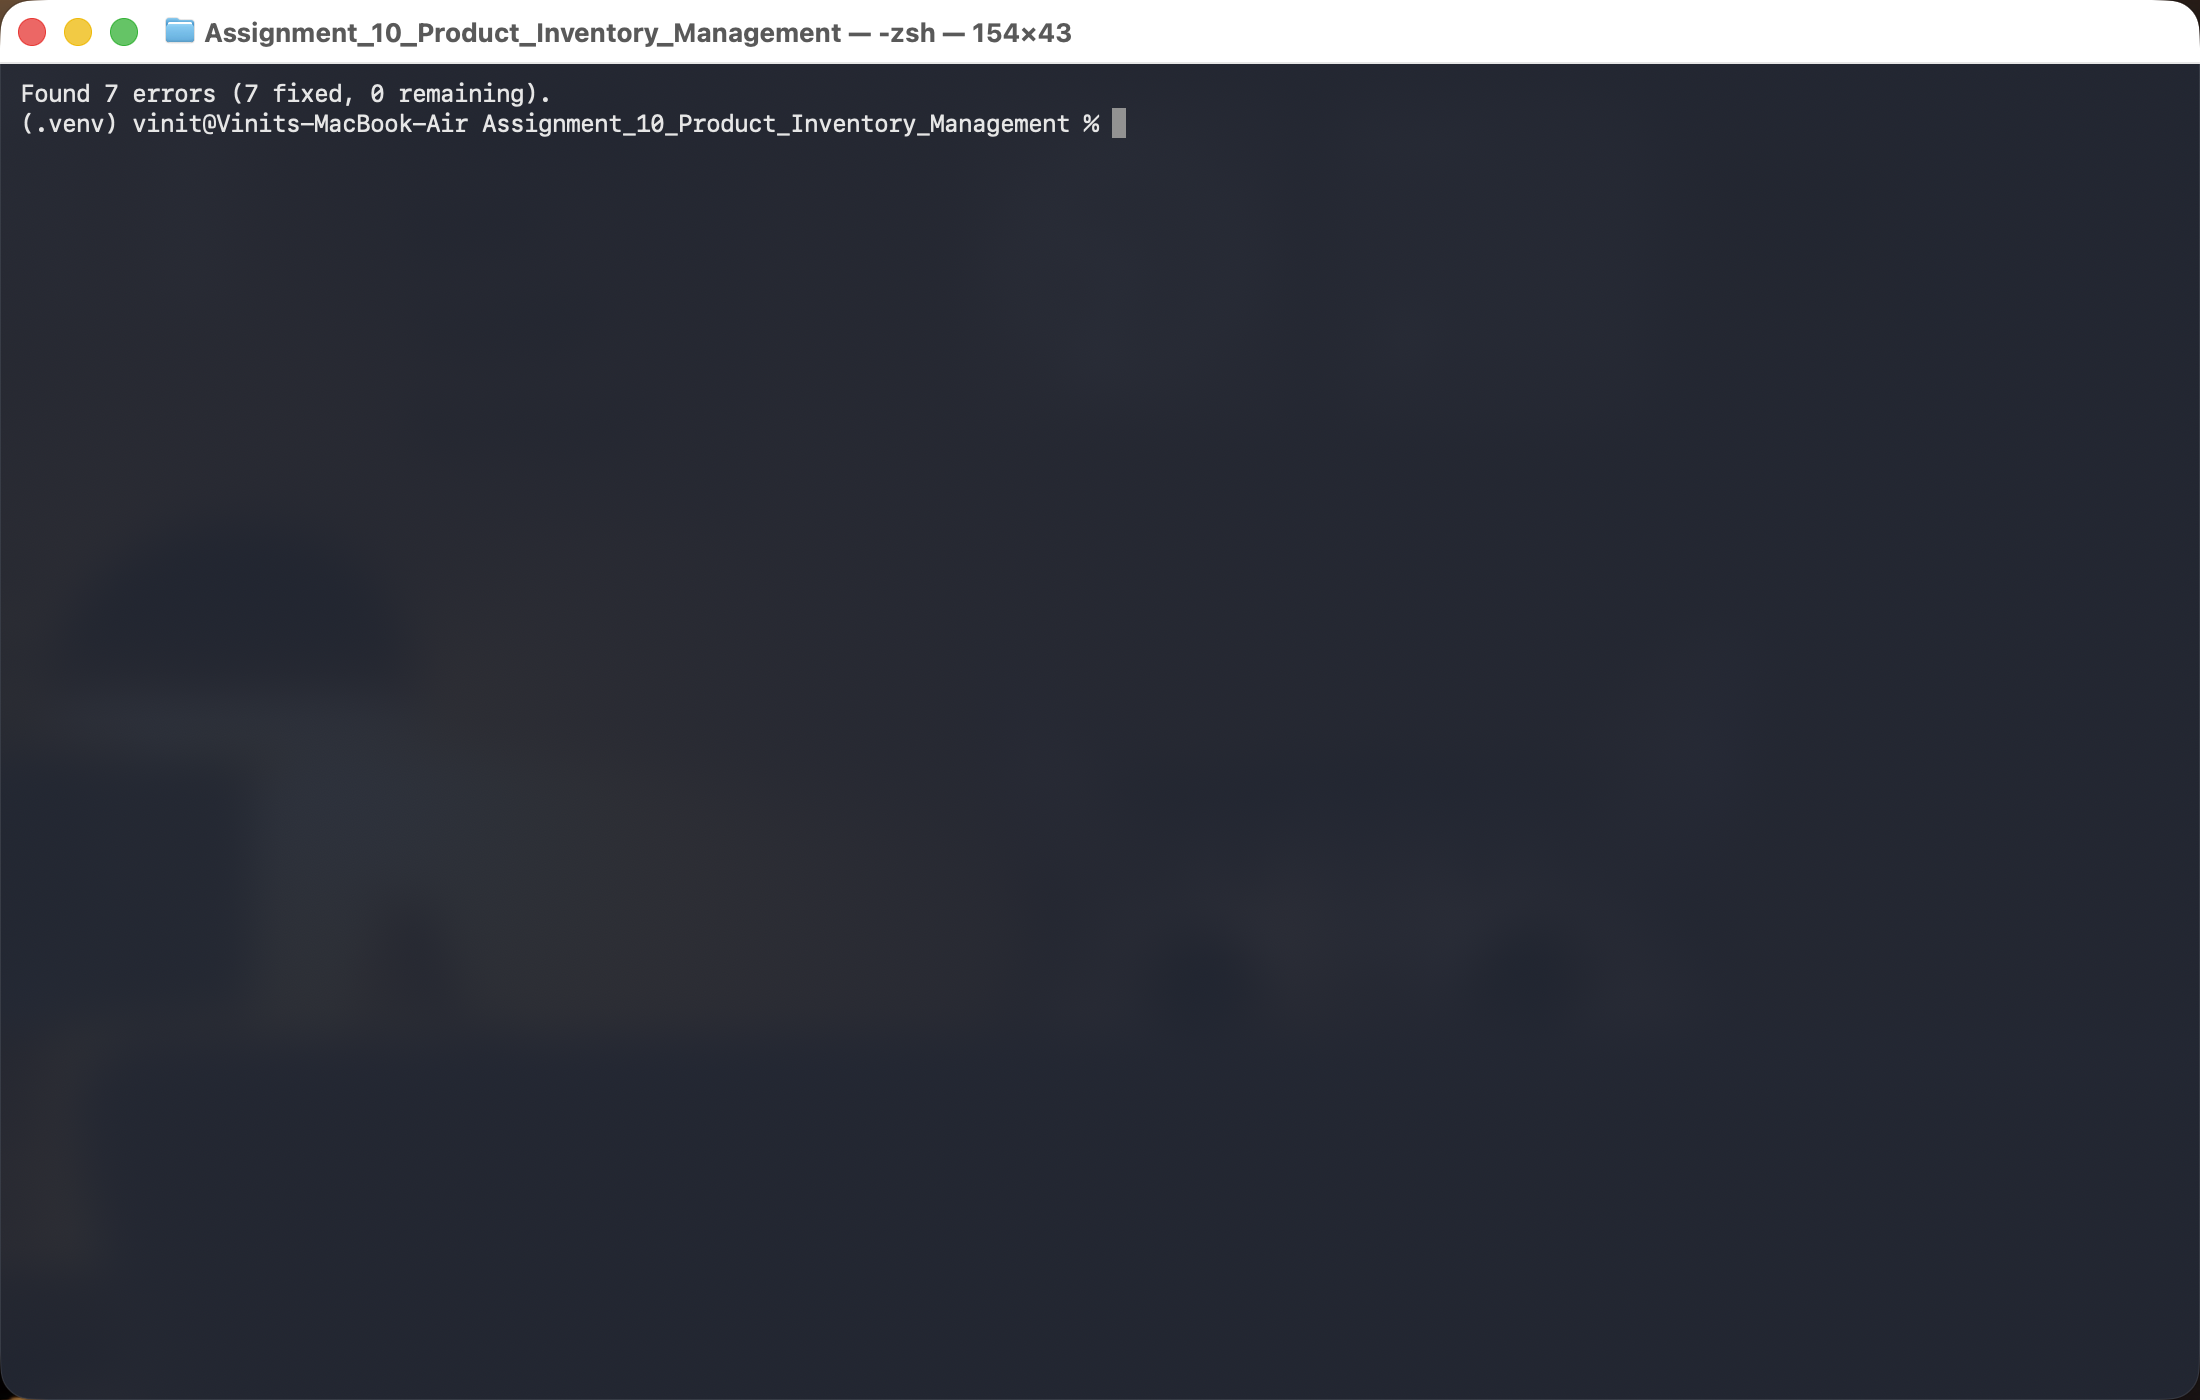 Assignment_10_Product_Inventory_Management — -zsh — 154×43
Found 7 errors (7 fixed, 0 remaining).
(.venv) vinit@Vinits-MacBook-Air Assignment_10_Product_Inventory_Management %